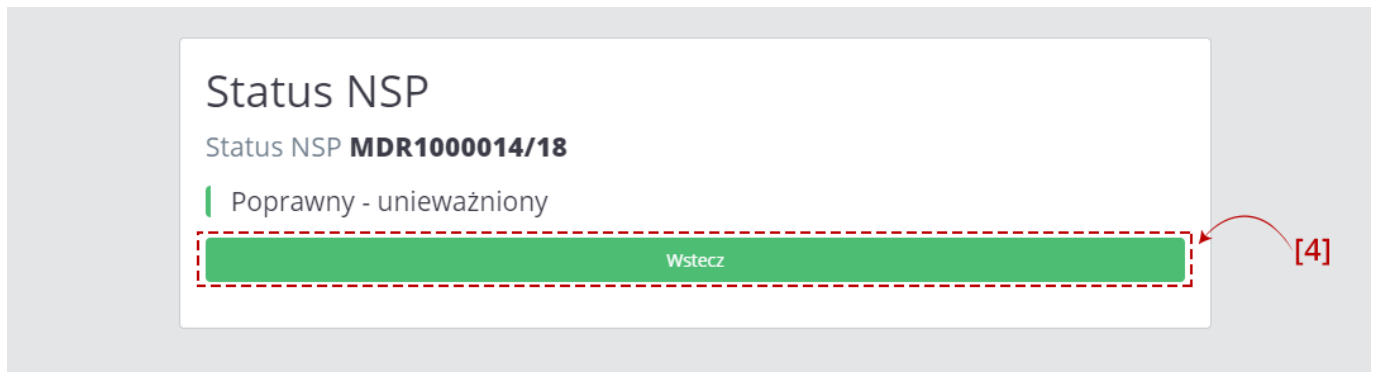 Status NSP
Status NSP MDR1000014/18
Poprawny - unieważniony
Wstecz
[4]